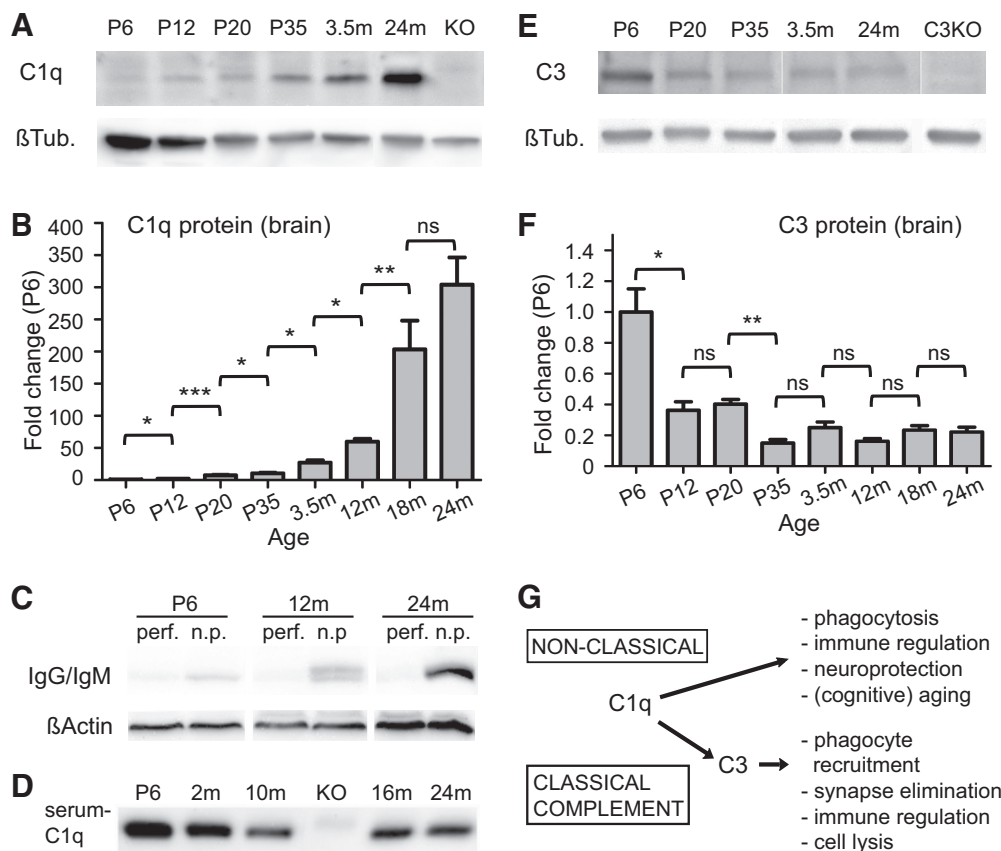 A
P6 P12 P20 P35 3.5m 24m KO
C1q
ßTub.
B
C1q protein (brain)
Fold change (P6)
400
350
300
250
200
150
100
50
0
* *** * * * ** ns
P6 P12 P20 P35 3.5m 12m 18m 24m
Age
C
P6 12m 24m
perf. n.p. perf. n.p perf. n.p.
IgG/IgM
ßActin
D
P6 2m 10m KO 16m 24m
serum-
C1q
E
P6 P20 P35 3.5m 24m C3KO
C3
ßTub.
F
C3 protein (brain)
Fold change (P6)
1.4
1.2
1.0
0.8
0.6
0.4
0.2
0
* ns ** ns ns ns ns
P6 P12 P20 P35 3.5m 12m 18m 24m
Age
G
NON-CLASSICAL
C1q
- phagocytosis
- immune regulation
- neuroprotection
- (cognitive) aging
C3
CLASSICAL
COMPLEMENT
- phagocyte
recruitment
- synapse elimination
- immune regulation
- cell lysis